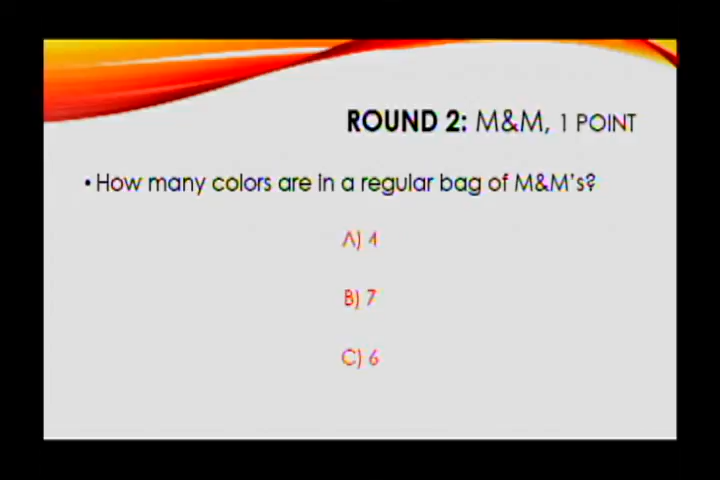 ROUND 2: M&M, 1 POINT
• How many colors are in a regular bag of M&M's?
A) 4
B) 7
C) 6